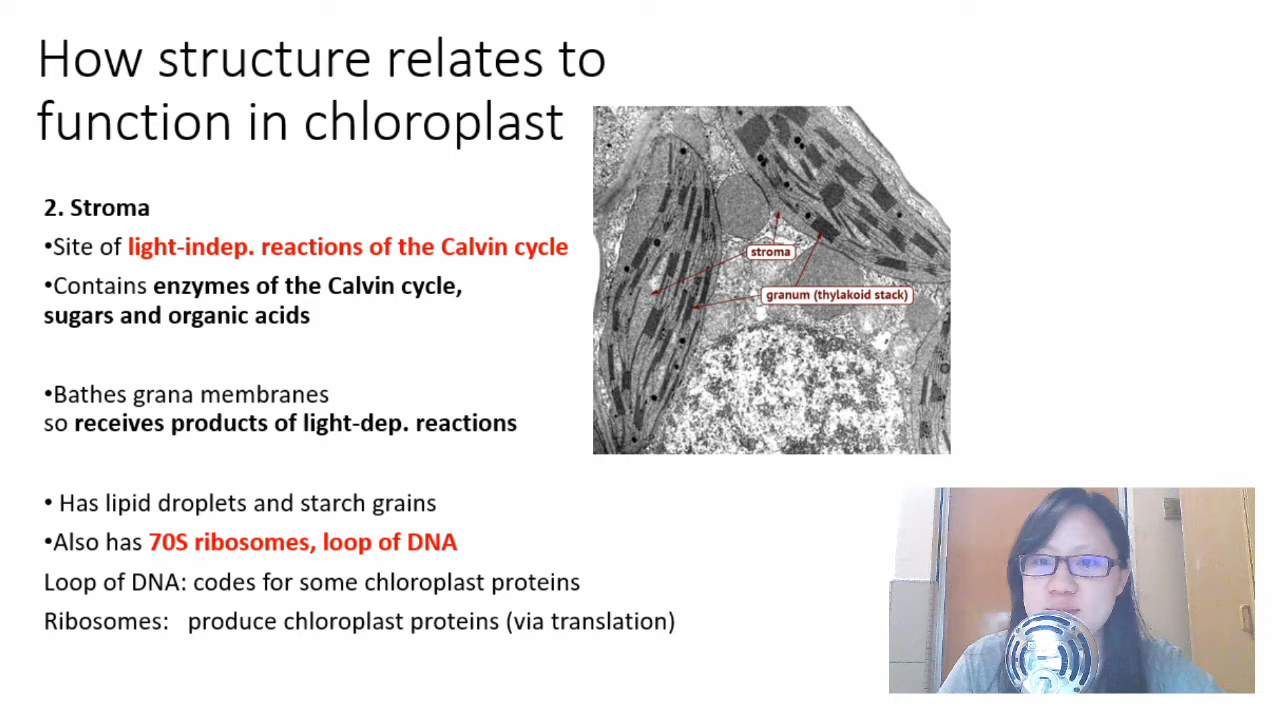 How structure relates to
function in chloroplast
2. Stroma
•Site of light-indep. reactions of the Calvin cycle
•Contains enzymes of the Calvin cycle,
sugars and organic acids
•Bathes grana membranes
so receives products of light-dep. reactions
• Has lipid droplets and starch grains
•Also has 70S ribosomes, loop of DNA
Loop of DNA: codes for some chloroplast proteins
Ribosomes: produce chloroplast proteins (via translation)
stroma
granum (thylakoid stack)